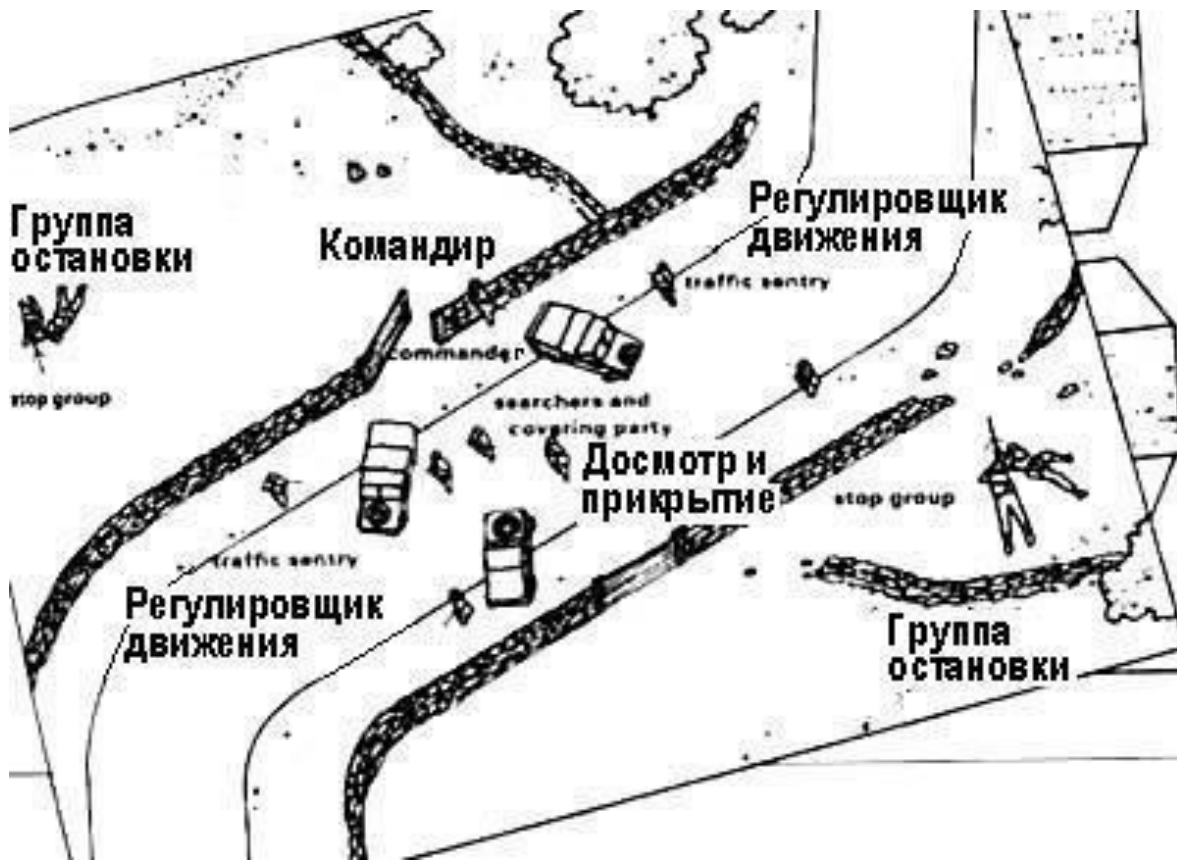 Регулировщик
движения
traffic sentry
Группа
остановки
stop group
Командир
commander
searchers and
covering party
Досмотр и
прикрытие
stop group
traffic sentry
Регулировщик
движения
Группа
остановки